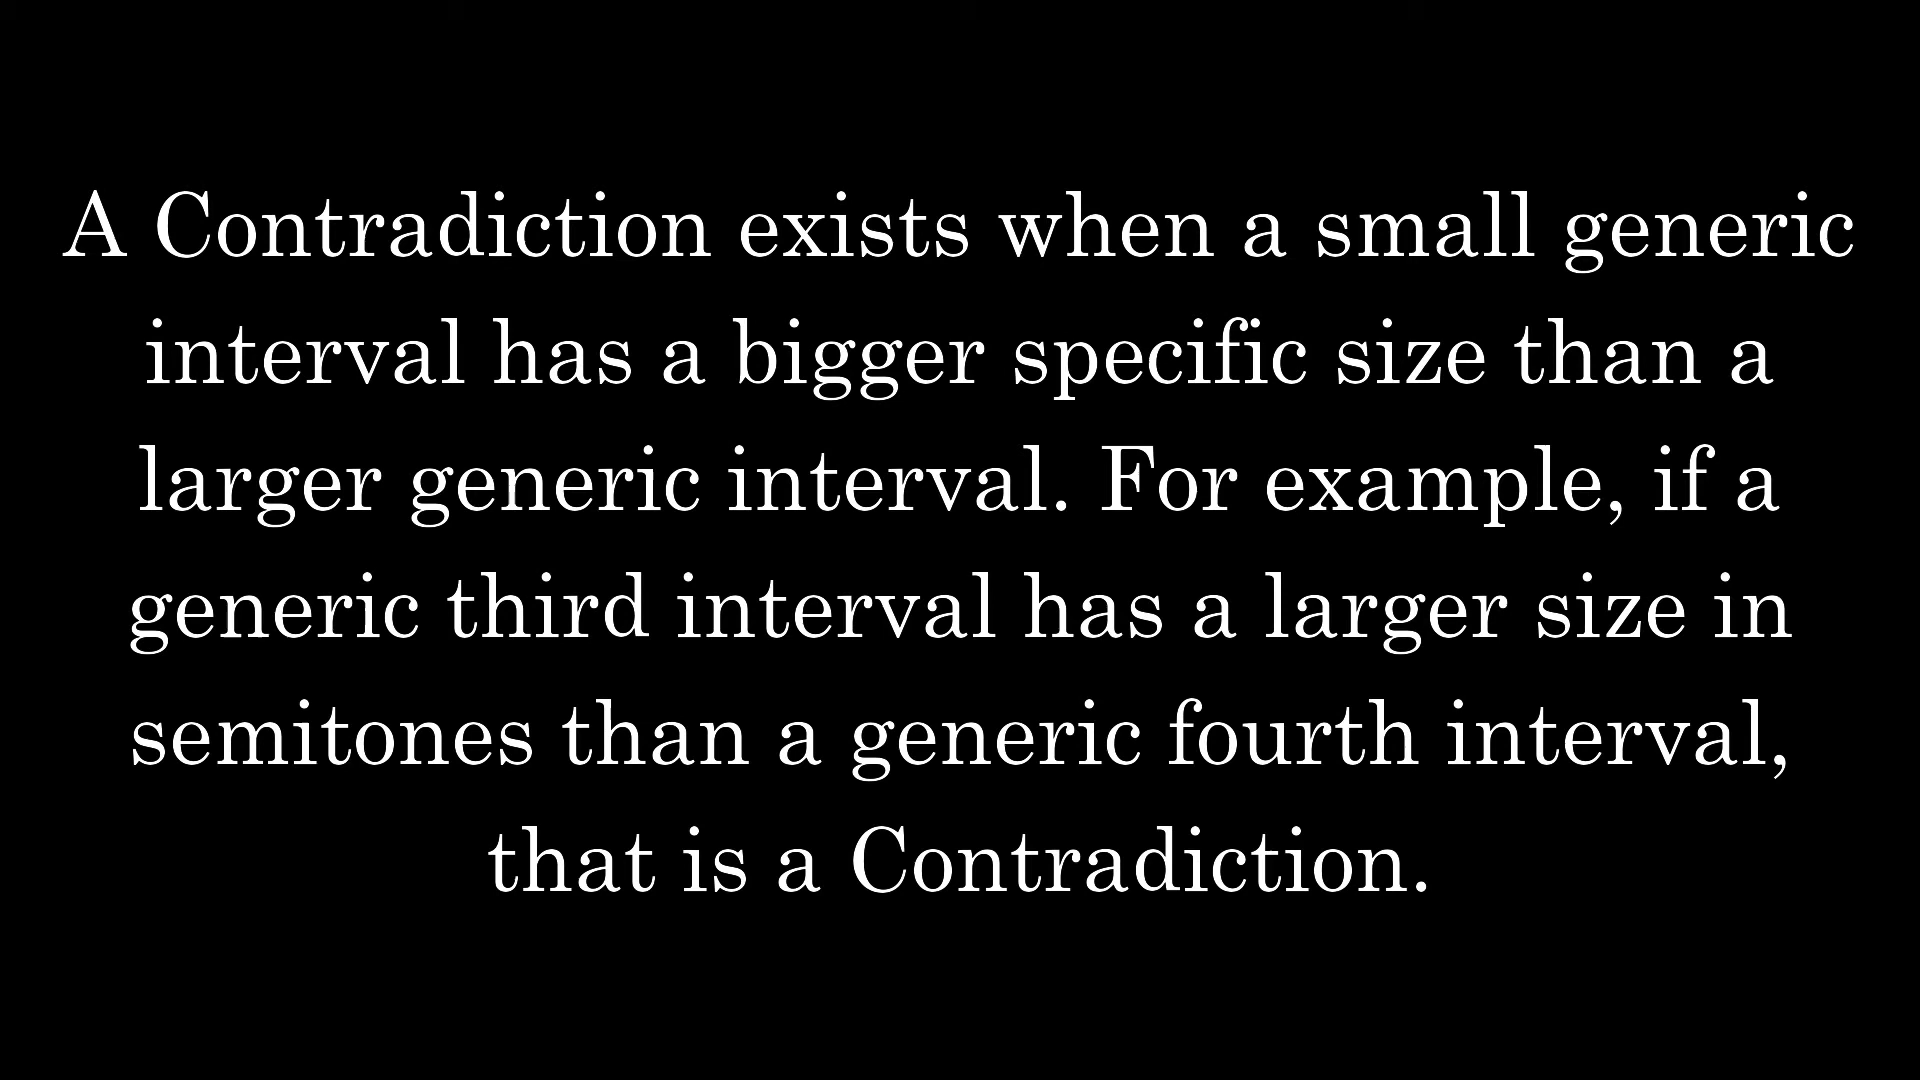 A Contradiction exists when a small generic
interval has a bigger specific size than a
larger generic interval. For example, if a
generic third interval has a larger size in
semitones than a generic fourth interval,
that is a Contradiction.